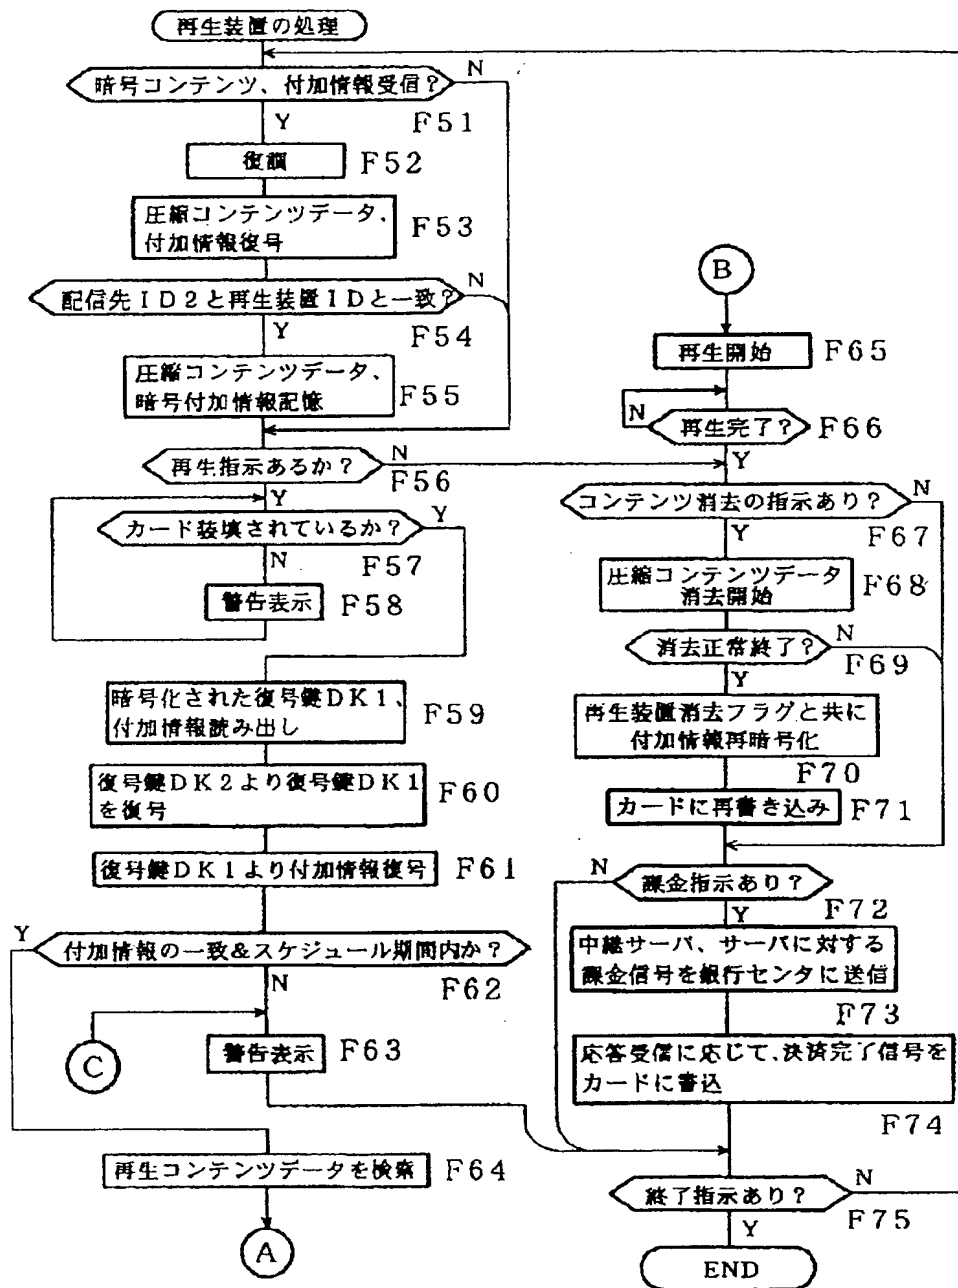 再生装置の処理
暗号コンテンツ、付加情報受信?
N
Y
F51
復調
F52
圧縮コンテンツデータ、
付加情報復号
F53
配信先ID2と再生装置IDと一致?
N
Y
F54
圧縮コンテンツデータ、
暗号付加情報記憶
F55
再生指示あるか?
N
F56
Y
カード装填されているか?
Y
F57
N
警告表示
F58
暗号化された復号鍵DK1、
付加情報読み出し
F59
復号鍵DK2より復号鍵DK1
を復号
F60
復号鍵DK1より付加情報復号
F61
Y
付加情報の一致&スケジュール期間内か?
F62
N
C
警告表示
F63
再生コンテンツデータを検索
F64
A
B
再生開始
F65
N
再生完了?
F66
Y
コンテンツ消去の指示あり?
N
F67
Y
圧縮コンテンツデータ
消去開始
F68
消去正常終了?
N
F69
Y
再生装置消去フラグと共に
付加情報再暗号化
F70
カードに再書き込み
F71
N
課金指示あり?
F72
Y
中継サーバ、サーバに対する
課金信号を銀行センタに送信
F73
応答受信に応じて、決済完了信号を
カードに書込
F74
終了指示あり?
N
F75
Y
END